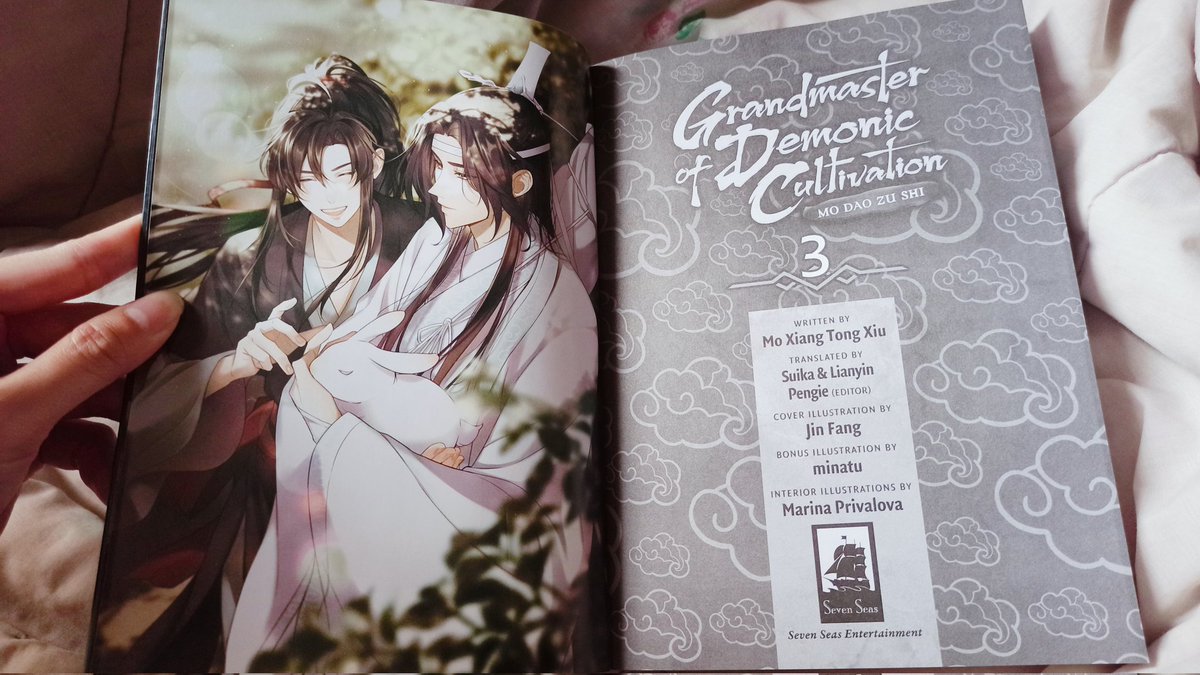 Grandmaster
of Demonic
Cultivation
MO DAO ZU SHI
3
WRITTEN BY
Mo Xiang Tong Xiu
TRANSLATED BY
Suika & Lianyin
Pengie (EDITOR)
COVER ILLUSTRATION BY
Jin Fang
BONUS ILLUSTRATION BY
minatu
INTERIOR ILLUSTRATIONS BY
Marina Privalova
Seven Seas
Seven Seas Entertainment